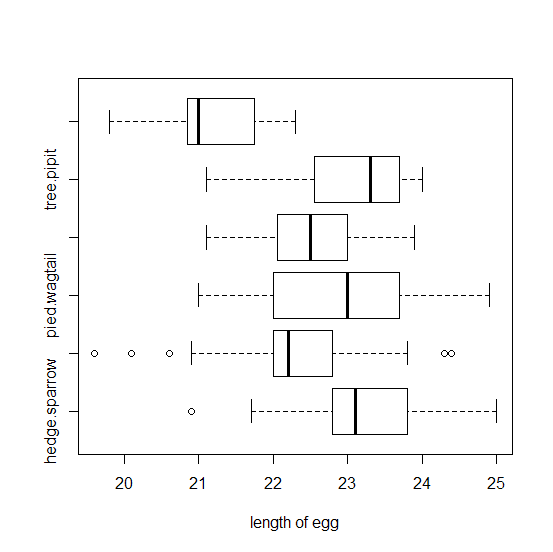 tree.pipit
pied.wagtail
hedge.sparrow
20 21 22 23 24 25
length of egg